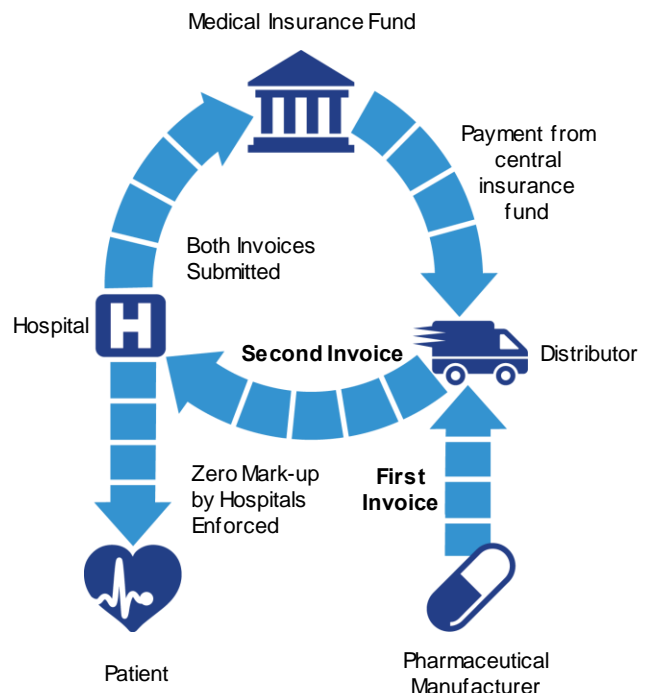 Medical Insurance Fund
Payment from
central
insurance
fund
Both Invoices
Submitted
Hospital
H
Second Invoice
Distributor
Zero Mark-up
by Hospitals
Enforced
First
Invoice
Patient
Pharmaceutical
Manufacturer